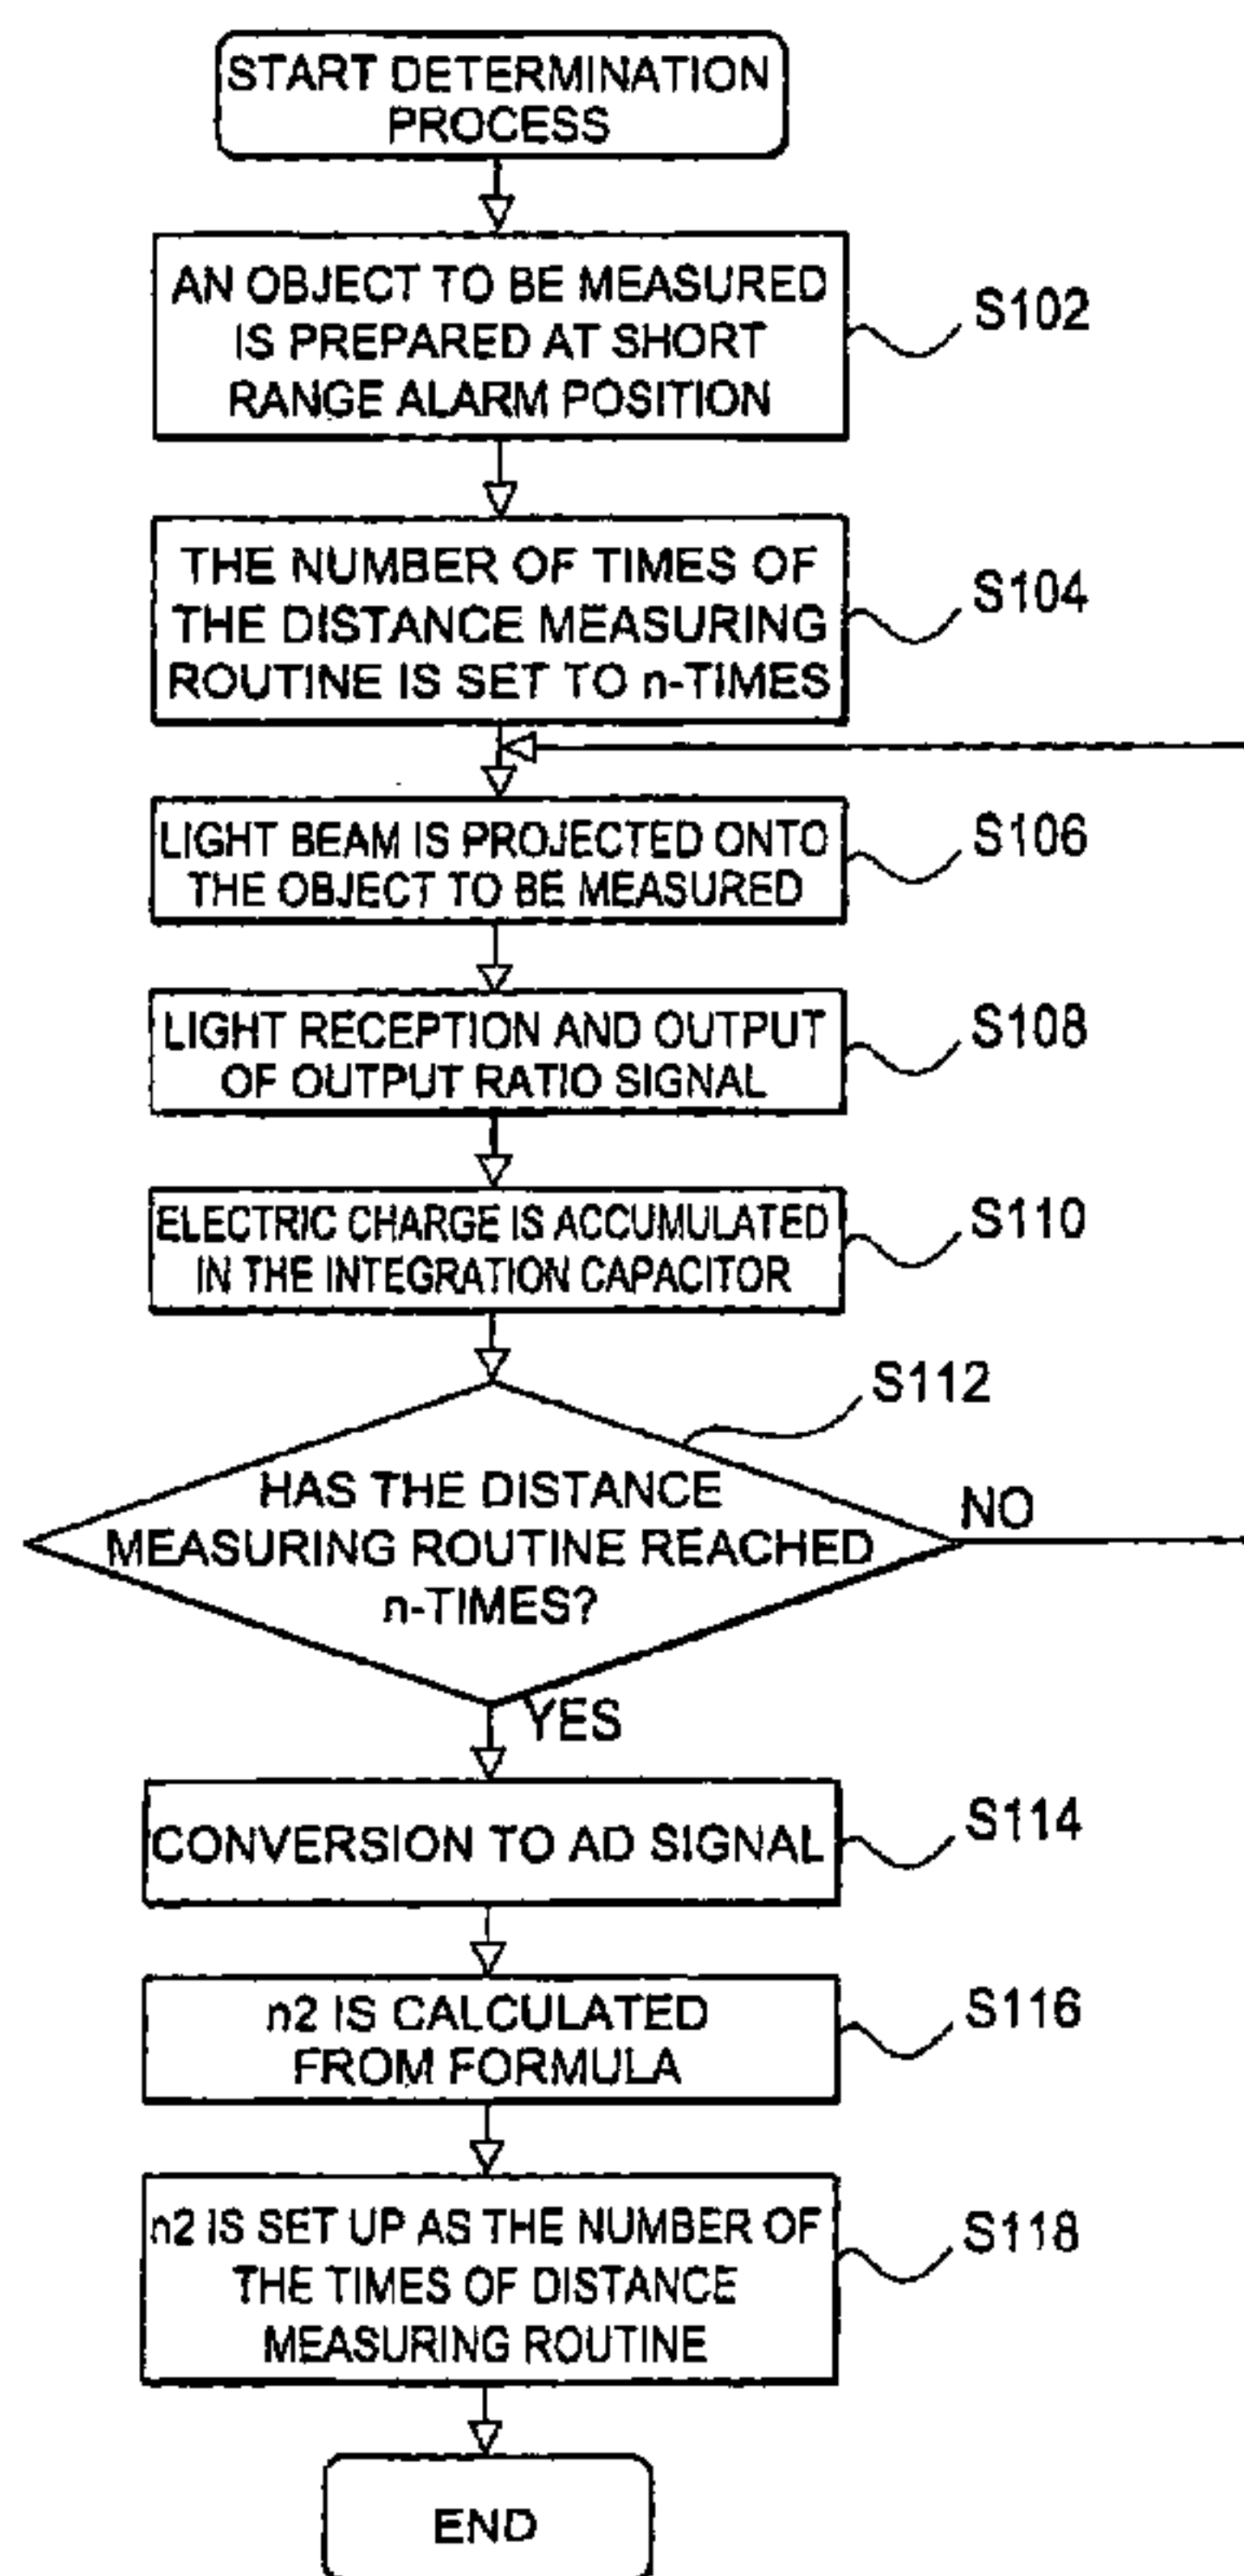 START DETERMINATION
PROCESS
AN OBJECT TO BE MEASURED
IS PREPARED AT SHORT
RANGE ALARM POSITION
S102
THE NUMBER OF TIMES OF
THE DISTANCE MEASURING
ROUTINE IS SET TO n-TIMES
S104
LIGHT BEAM IS PROJECTED ONTO
THE OBJECT TO BE MEASURED
S106
LIGHT RECEPTION AND OUTPUT
OF OUTPUT RATIO SIGNAL
S108
ELECTRIC CHARGE IS ACCUMULATED
IN THE INTEGRATION CAPACITOR
S110
S112
HAS THE DISTANCE
MEASURING ROUTINE REACHED
n-TIMES?
NO
YES
CONVERSION TO AD SIGNAL
S114
n2 IS CALCULATED
FROM FORMULA
S116
n2 IS SET UP AS THE NUMBER OF
THE TIMES OF DISTANCE
MEASURING ROUTINE
S118
END